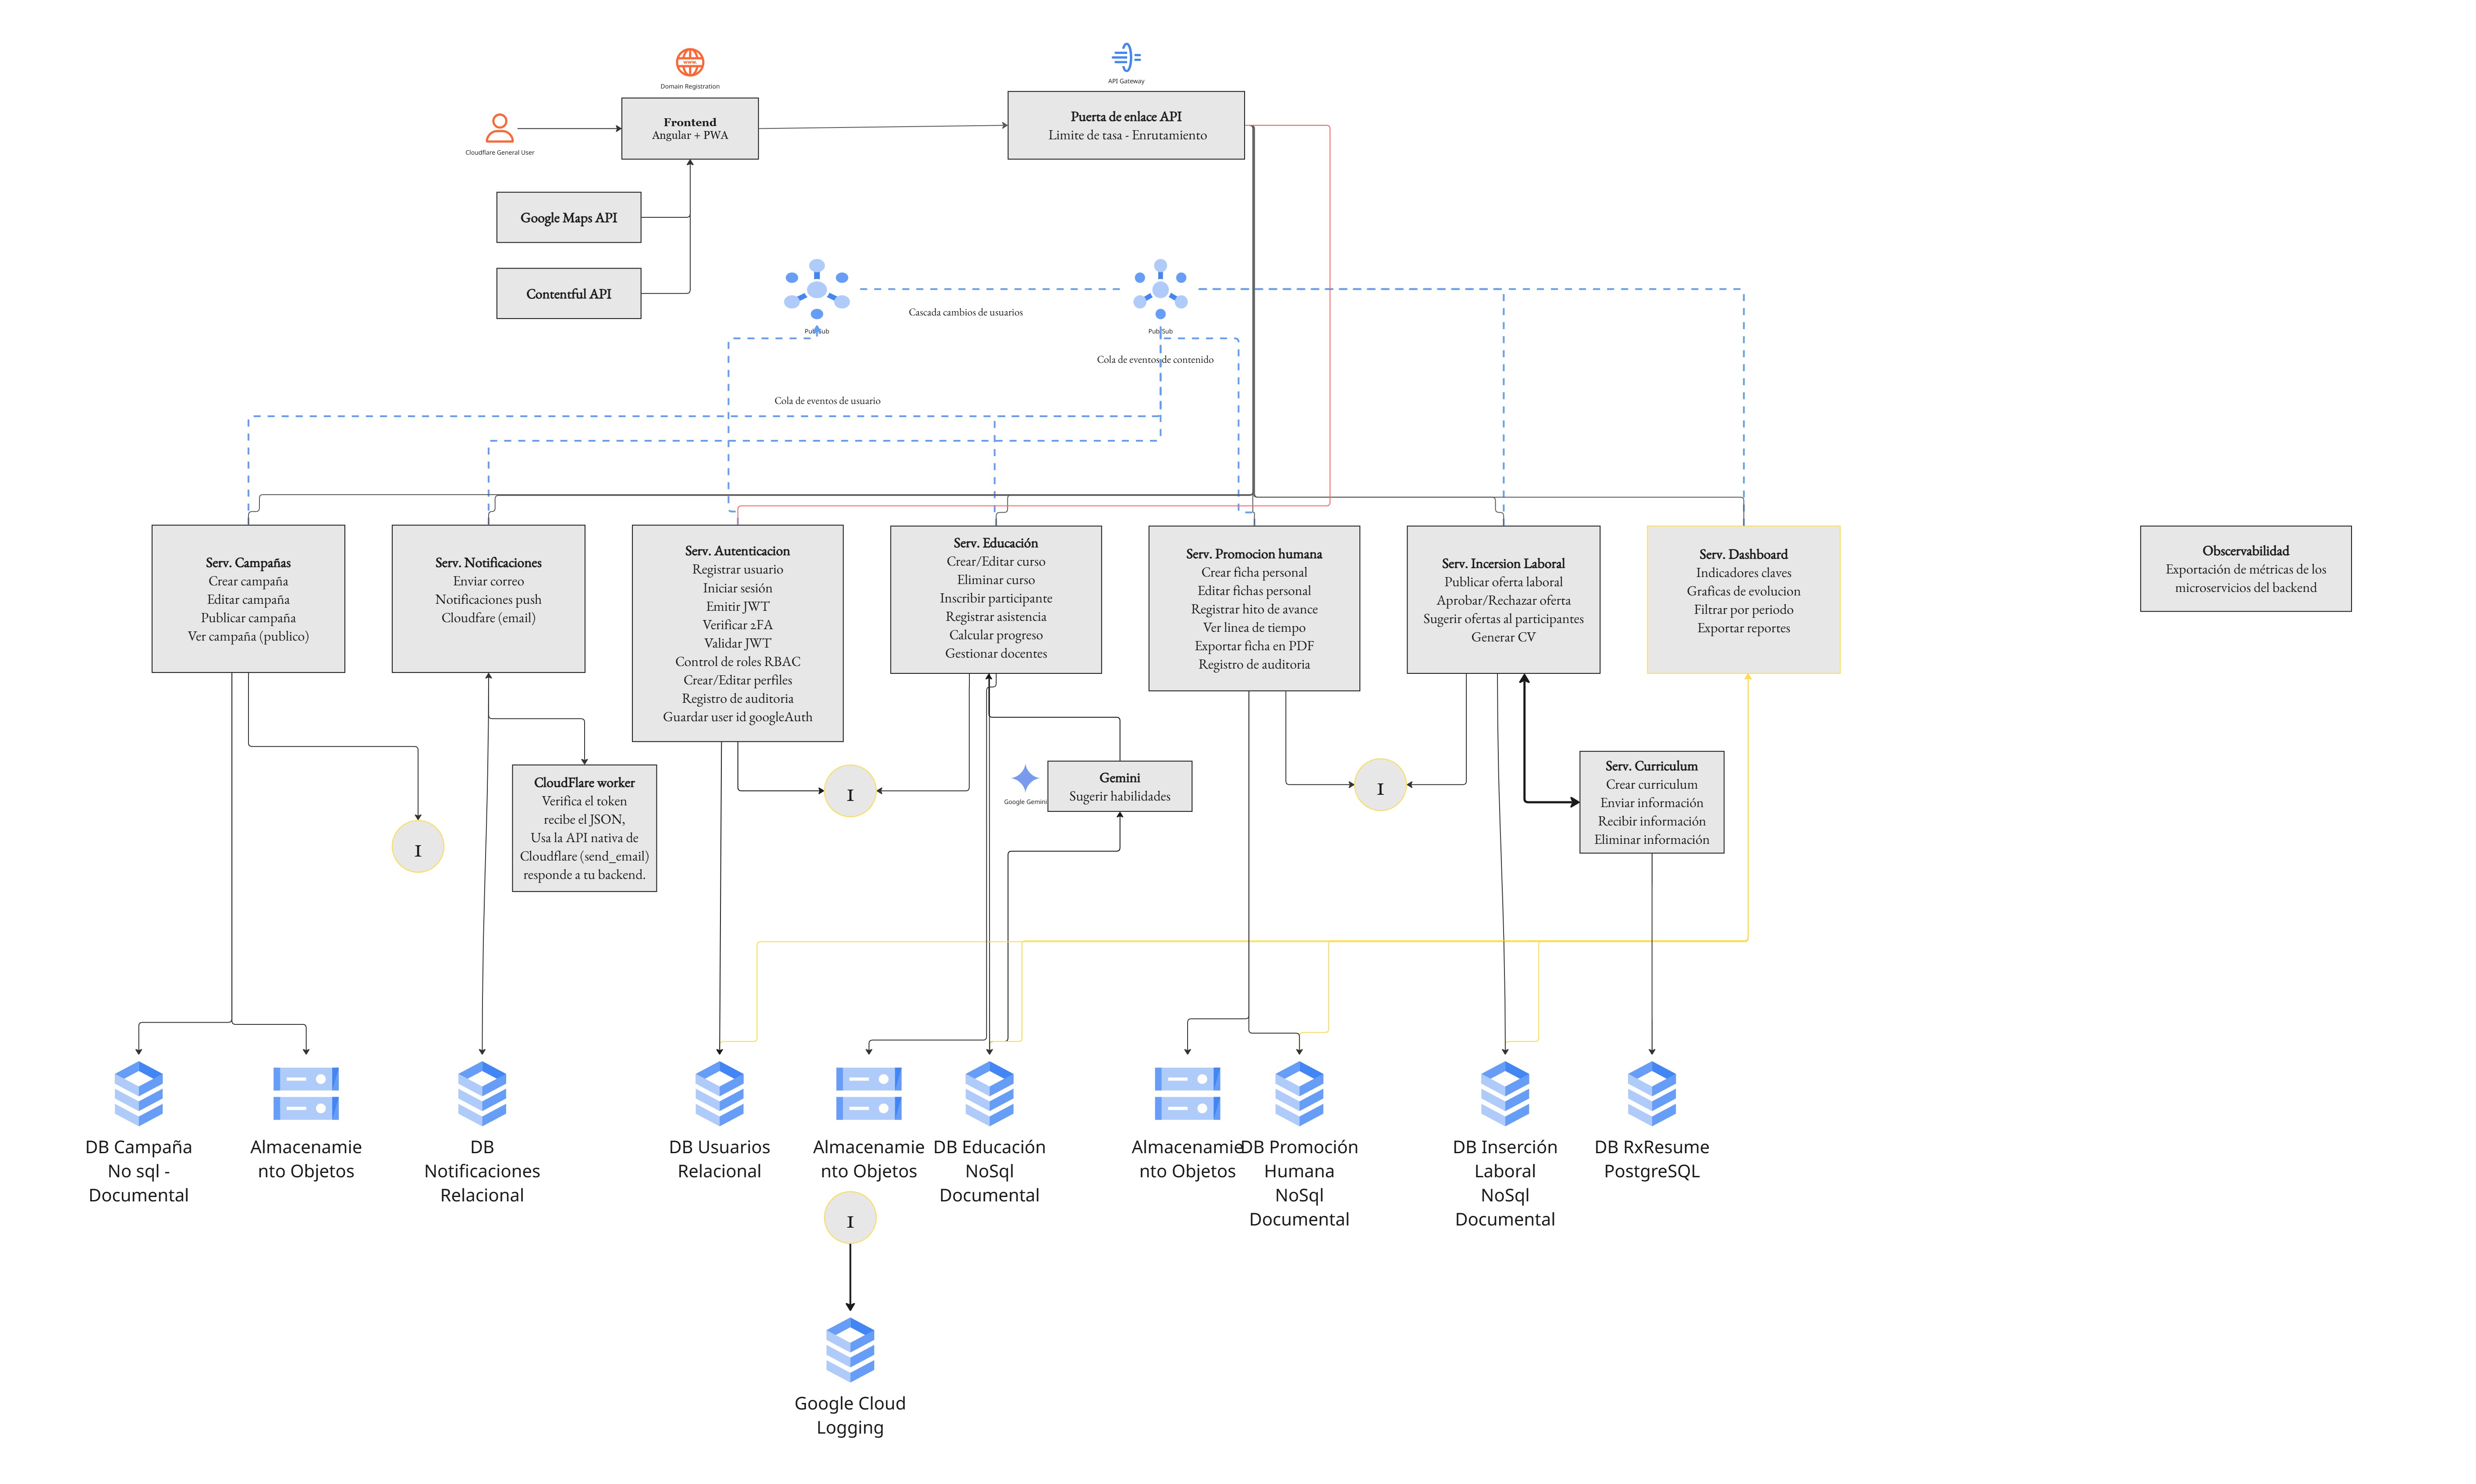 www.
Domain Registration
API Gateway
Cloudflare General User
Frontend
Angular + PWA
Puerta de enlace API
Limite de tasa - Enrutamiento
Google Maps API
Contentful API
Pub/Sub
Pub/Sub
Cascada cambios de usuarios
Cola de eventos de contenido
Cola de eventos de usuario
Serv. Campañas
Crear campaña
Editar campaña
Publicar campaña
Ver campaña (publico)
Serv. Notificaciones
Enviar correo
Notificaciones push
Cloudfare (email)
Serv. Autenticacion
Registrar usuario
Iniciar sesión
Emitir JWT
Verificar 2FA
Validar JWT
Control de roles RBAC
Crear/Editar perfiles
Registro de auditoria
Guardar user id googleAuth
Serv. Educación
Crear/Editar curso
Eliminar curso
Inscribir participante
Registrar asistencia
Calcular progreso
Gestionar docentes
Serv. Promocion humana
Crear ficha personal
Editar fichas personal
Registrar hito de avance
Ver linea de tiempo
Exportar ficha en PDF
Registro de auditoria
Serv. Incersion Laboral
Publicar oferta laboral
Aprobar/Rechazar oferta
Sugerir ofertas al participantes
Generar CV
Serv. Dashboard
Indicadores claves
Graficas de evolucion
Filtrar por periodo
Exportar reportes
Obscervabilidad
Exportación de métricas de los
microservicios del backend
CloudFlare worker
Verifica el token
recibe el JSON,
Usa la API nativa de
Cloudflare (send_email)
responde a tu backend.
1
1
Google Gemini
Gemini
Sugerir habilidades
1
Serv. Curriculum
Crear curriculum
Enviar información
Recibir información
Eliminar información
DB Campaña
No sql -
Documental
Almacenamie
nto Objetos
DB
Notificaciones
Relacional
DB Usuarios
Relacional
Almacenamie
nto Objetos
DB Educación
NoSql
Documental
Almacenamie
nto Objetos
DB Promoción
Humana
NoSql
Documental
DB Inserción
Laboral
NoSql
Documental
DB RxResume
PostgreSQL
1
Google Cloud
Logging